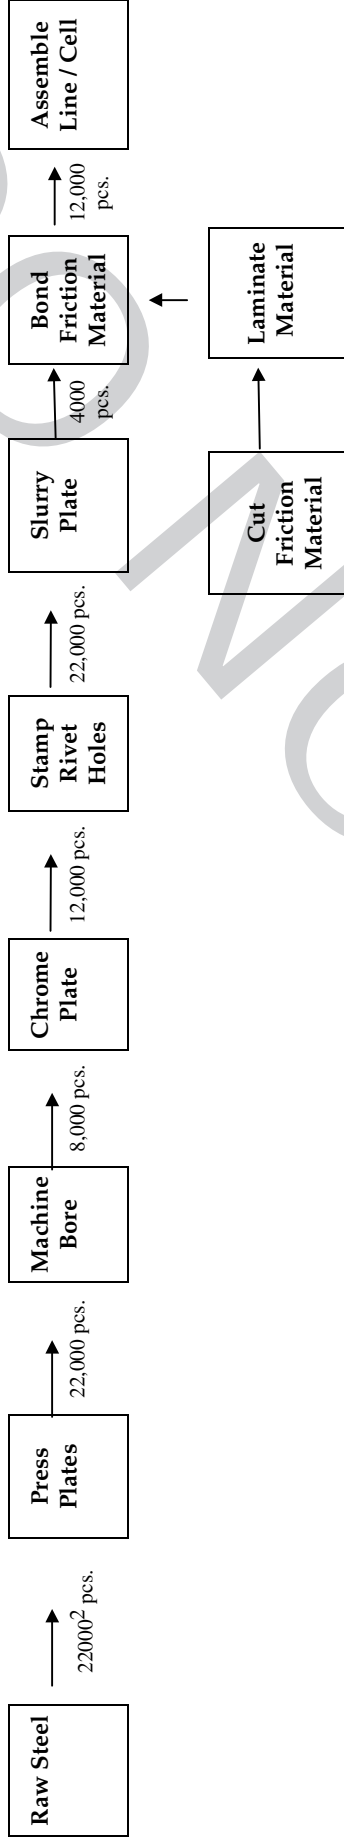 Raw Steel
22000² pcs.
Press
Plates
22,000 pcs.
Machine
Bore
8,000 pcs.
Chrome
Plate
12,000 pcs.
Stamp
Rivet
Holes
22,000 pcs.
Slurry
Plate
4000
pcs.
Bond
Friction
Material
12,000
pcs.
Assemble
Line / Cell
Cut
Friction
Material
Laminate
Material